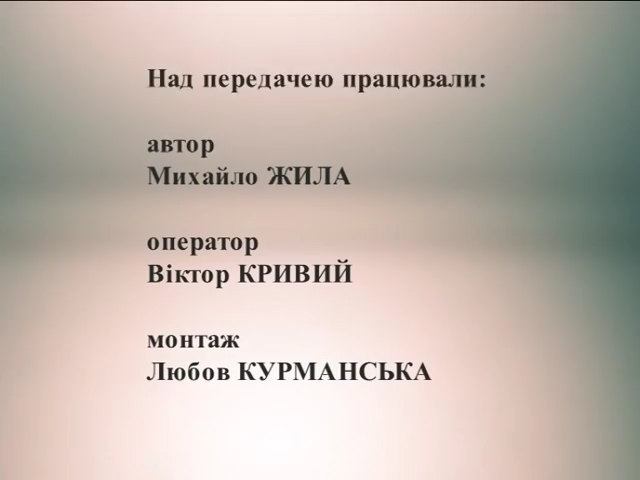 Над передачею працювали:
автор
Михайло ЖИЛА
оператор
Віктор КРИВИЙ
монтаж
Любов КУРМАНСЬКА